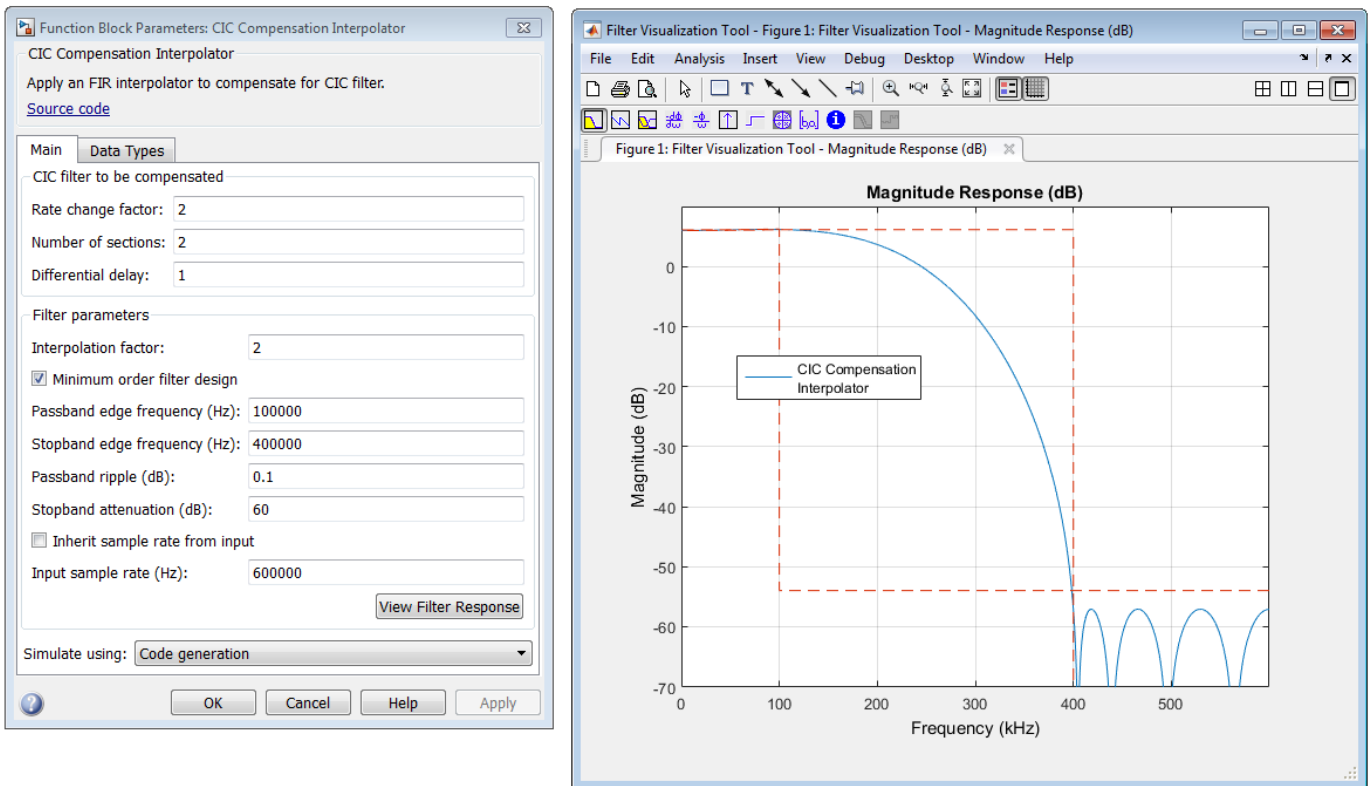 Function Block Parameters: CIC Compensation Interpolator
CIC Compensation Interpolator
Apply an FIR interpolator to compensate for CIC filter.
Source code
Main
Data Types
CIC filter to be compensated
Rate change factor: 2
Number of sections: 2
Differential delay: 1
Filter parameters
Interpolation factor: 2
Minimum order filter design
Passband edge frequency (Hz): 100000
Stopband edge frequency (Hz): 400000
Passband ripple (dB): 0.1
Stopband attenuation (dB): 60
Inherit sample rate from input
Input sample rate (Hz): 600000
View Filter Response
Simulate using: Code generation
OK Cancel Help Apply
Filter Visualization Tool - Figure 1: Filter Visualization Tool - Magnitude Response (dB)
File Edit Analysis Insert View Debug Desktop Window Help
Figure 1: Filter Visualization Tool - Magnitude Response (dB)
Magnitude Response (dB)
Magnitude (dB)
0
-10
-20
-30
-40
-50
-60
-70
CIC Compensation
Interpolator
0 100 200 300 400 500
Frequency (kHz)